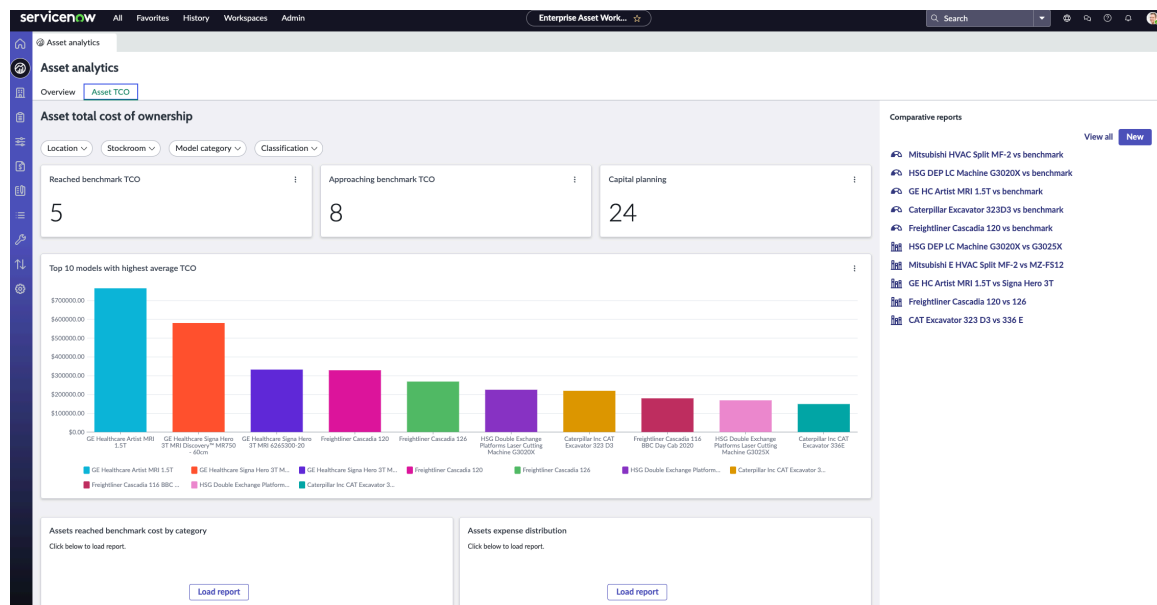 servicenow All Favorites History Workspaces Admin Enterprise Asset Work... Search
Asset analytics
Asset analytics
Overview Asset TCO
Asset total cost of ownership
Location Stockroom Model category Classification
Reached benchmark TCO
5
Approaching benchmark TCO
8
Capital planning
24
Top 10 models with highest average TCO
$700000.00
$600000.00
$500000.00
$400000.00
$300000.00
$200000.00
$100000.00
$0.00
GE Healthcare Artist MRI
1.5T
GE Healthcare Signa Hero
3T MRI Discovery™ MR750
- 60cm
GE Healthcare Signa Hero
3T MRI 6265300-20
Freightliner Cascadia 120
Freightliner Cascadia 126
HSG Double Exchange
Platforms Laser Cutting
Machine G3020X
Caterpillar Inc CAT
Excavator 323 D3
Freightliner Cascadia 116
BBC Day Cab 2020
HSG Double Exchange
Platforms Laser Cutting
Machine G3025X
Caterpillar Inc CAT
Excavator 336E
GE Healthcare Artist MRI 1.5T GE Healthcare Signa Hero 3T M... GE Healthcare Signa Hero 3T M... Freightliner Cascadia 120 Freightliner Cascadia 126 HSG Double Exchange Platform... Caterpillar Inc CAT Excavator 3...
Freightliner Cascadia 116 BBC ... HSG Double Exchange Platform... Caterpillar Inc CAT Excavator 3...
Assets reached benchmark cost by category
Click below to load report.
Load report
Assets expense distribution
Click below to load report.
Load report
Comparative reports
View all New
Mitsubishi HVAC Split MF-2 vs benchmark
HSG DEP LC Machine G3020X vs benchmark
GE HC Artist MRI 1.5T vs benchmark
Caterpillar Excavator 323D3 vs benchmark
Freightliner Cascadia 120 vs benchmark
HSG DEP LC Machine G3020X vs G3025X
Mitsubishi E HVAC Split MF-2 vs MZ-FS12
GE HC Artist MRI 1.5T vs Signa Hero 3T
Freightliner Cascadia 120 vs 126
CAT Excavator 323 D3 vs 336 E